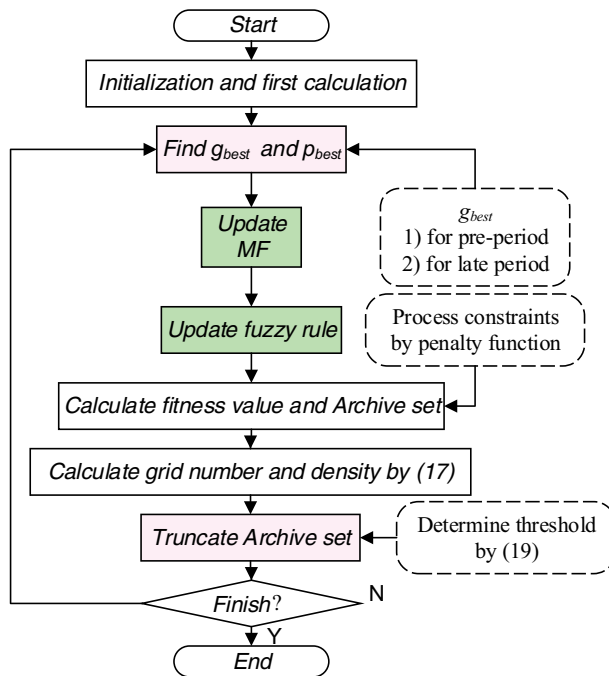 Start
Initialization and first calculation
Find gbest and pbest
gbest
1) for pre-period
2) for late period
Update
MF
Update fuzzy rule
Process constraints
by penalty function
Calculate fitness value and Archive set
Calculate grid number and density by (17)
Truncate Archive set
Determine threshold
by (19)
Finish?
N
Y
End